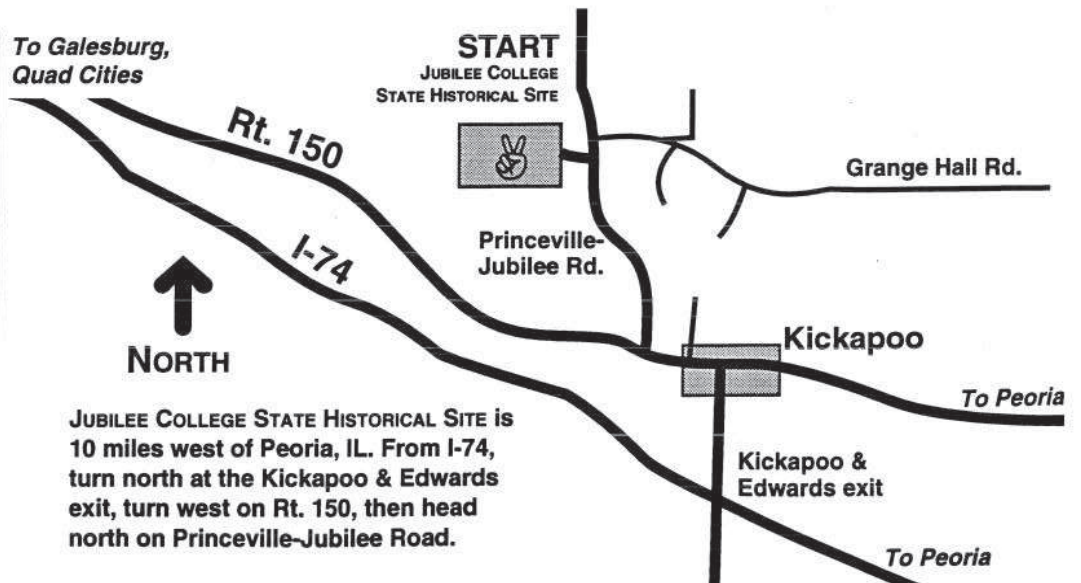 To Galesburg,
Quad Cities
START
JUBILEE COLLEGE
STATE HISTORICAL SITE
Rt. 150
Grange Hall Rd.
Princeville-
Jubilee Rd.
I-74
NORTH
Kickapoo
To Peoria
JUBILEE COLLEGE STATE HISTORICAL SITE is
10 miles west of Peoria, IL. From I-74,
turn north at the Kickapoo & Edwards
exit, turn west on Rt. 150, then head
north on Princeville-Jubilee Road.
Kickapoo &
Edwards exit
To Peoria